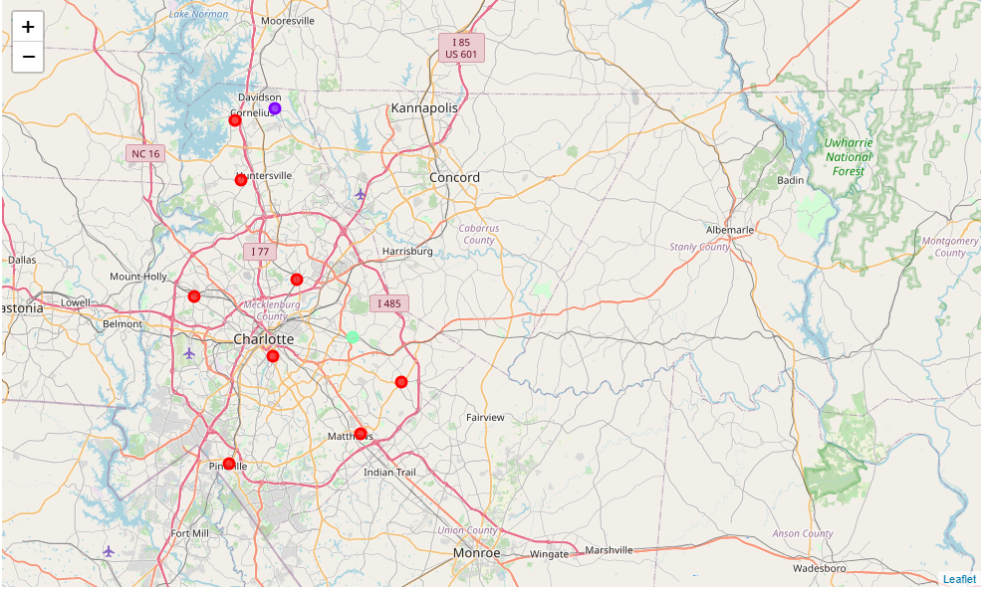 Lake Norman
Mooresville
+
−
I 85
US 601
Davidson
Cornelius
Kannapolis
NC 16
Uwharrie
National
Forest
Huntersville
Concord
Badin
Cabarrus
County
Albemarle
Stanly County
Montgomery
County
I 77
Harrisburg
Dallas
Mount Holly
Lowell
astonia
Mecklenburg
County
I 485
Belmont
Charlotte
Fairview
Matthews
Pineville
Indian Trail
Fort Mill
Union County
Anson County
Monroe
Wingate
Marshville
Wadesboro
Leaflet